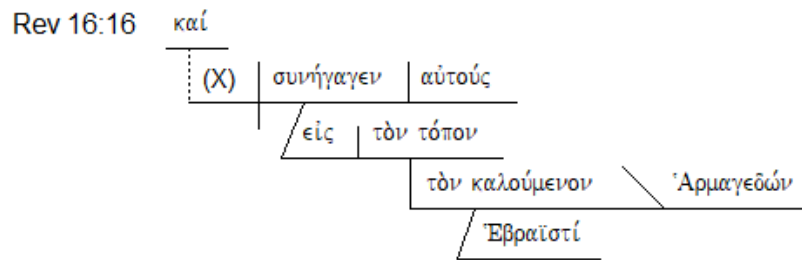 Rev 16:16 καί
(X) συνήγαγεν αὐτούς
εἰς τὸν τόπον
τὸν καλούμενον Ἁρμαγεδών
Ἑβραϊστί